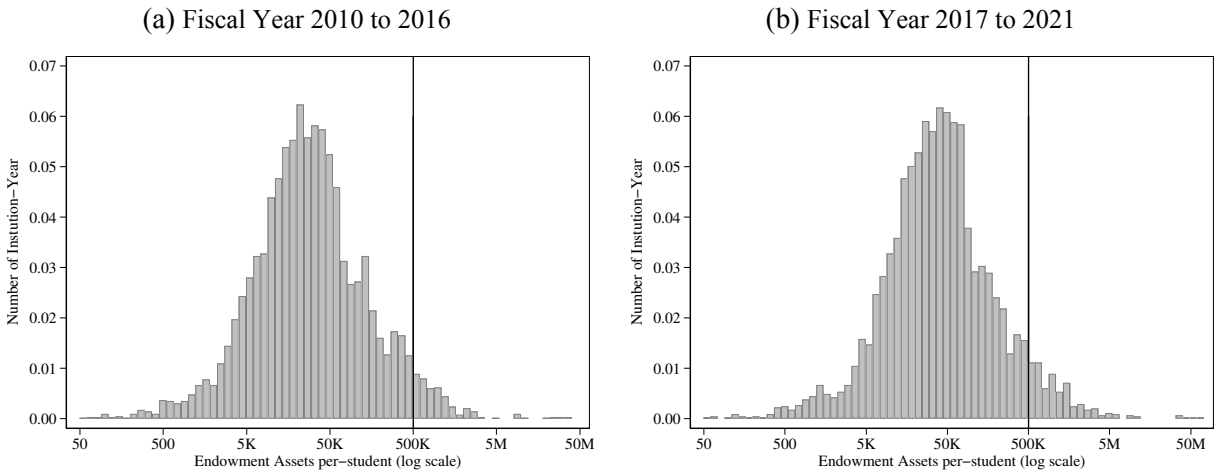 (a) Fiscal Year 2010 to 2016
0.07
0.06
0.05
0.04
0.03
0.02
0.01
0.00
Number of Instution−Year
50 500 5K 50K 500K 5M 50M
Endowment Assets per−student (log scale)
(b) Fiscal Year 2017 to 2021
0.07
0.06
0.05
0.04
0.03
0.02
0.01
0.00
Number of Instution−Year
50 500 5K 50K 500K 5M 50M
Endowment Assets per−student (log scale)